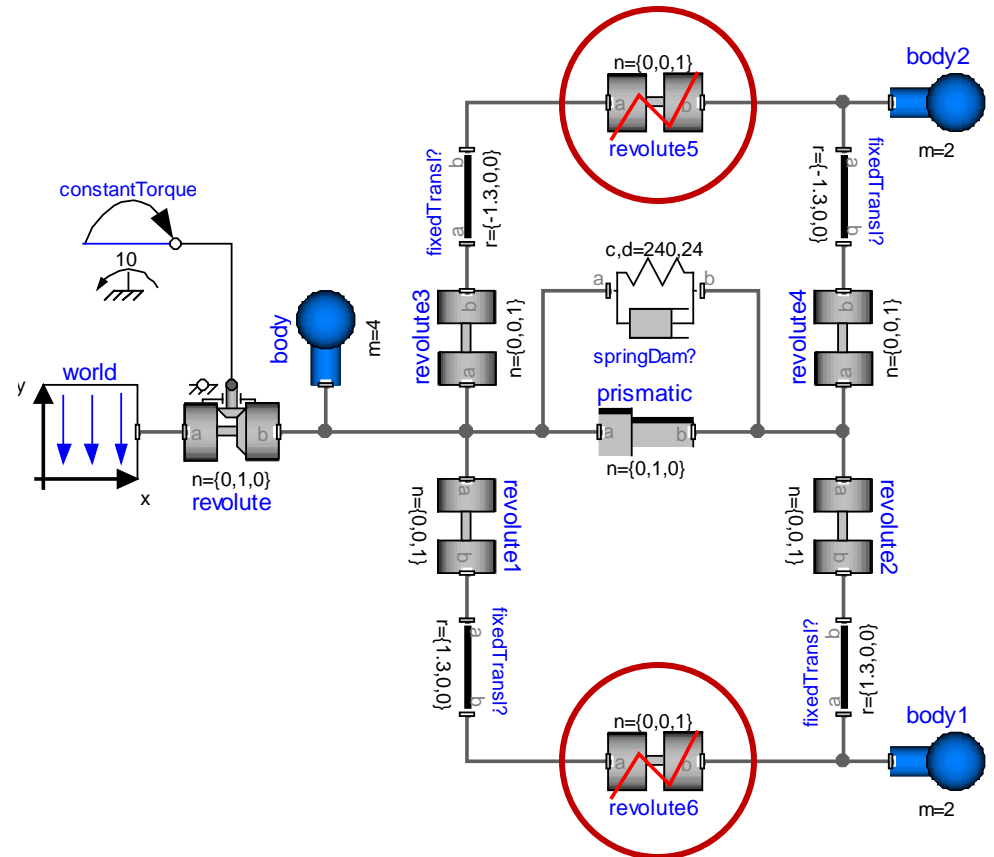 n={0,0,1}
a
b
revolute5
body2
m=2
constantTorque
10
fixedTransl?
b
a
r={-1.3,0,0}
r={-1.3,0,0}
a
b
fixedTransl?
c,d=240,24
a
b
springDam?
body
m=4
revolute3
b
a
n={0,0,1}
revolute4
b
a
n={0,0,1}
world
y
x
a
b
n={0,1,0}
revolute
prismatic
a
b
n={0,1,0}
n={0,0,1}
a
b
revolute1
n={0,0,1}
a
b
revolute2
r={1.3,0,0}
a
b
fixedTransl?
fixedTransl?
b
a
r={1.3,0,0}
n={0,0,1}
a
b
revolute6
body1
m=2